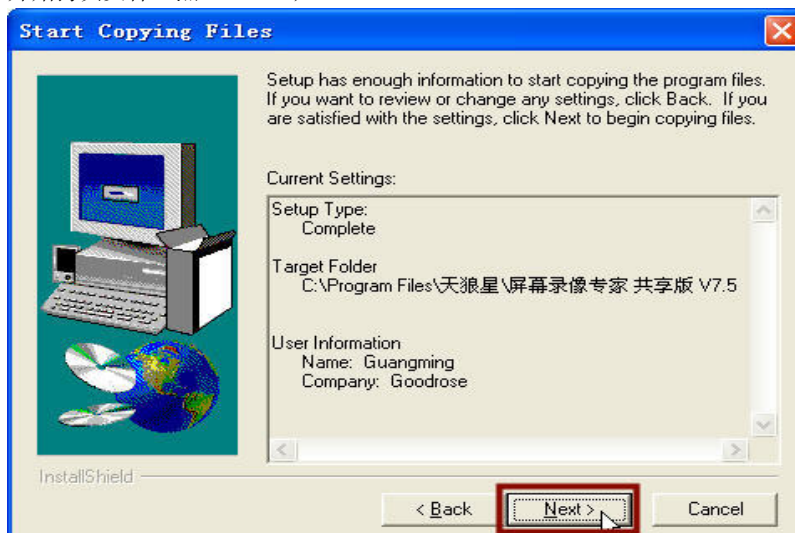 Start Copying Files
Setup has enough information to start copying the program files.
If you want to review or change any settings, click Back. If you
are satisfied with the settings, click Next to begin copying files.
Current Settings:
Setup Type:
Complete
Target Folder
C:\Program Files\天狼星\屏幕录像专家 共享版 V7.5
User Information
Name: Guangming
Company: Goodrose
InstallShield
< Back
Next >
Cancel